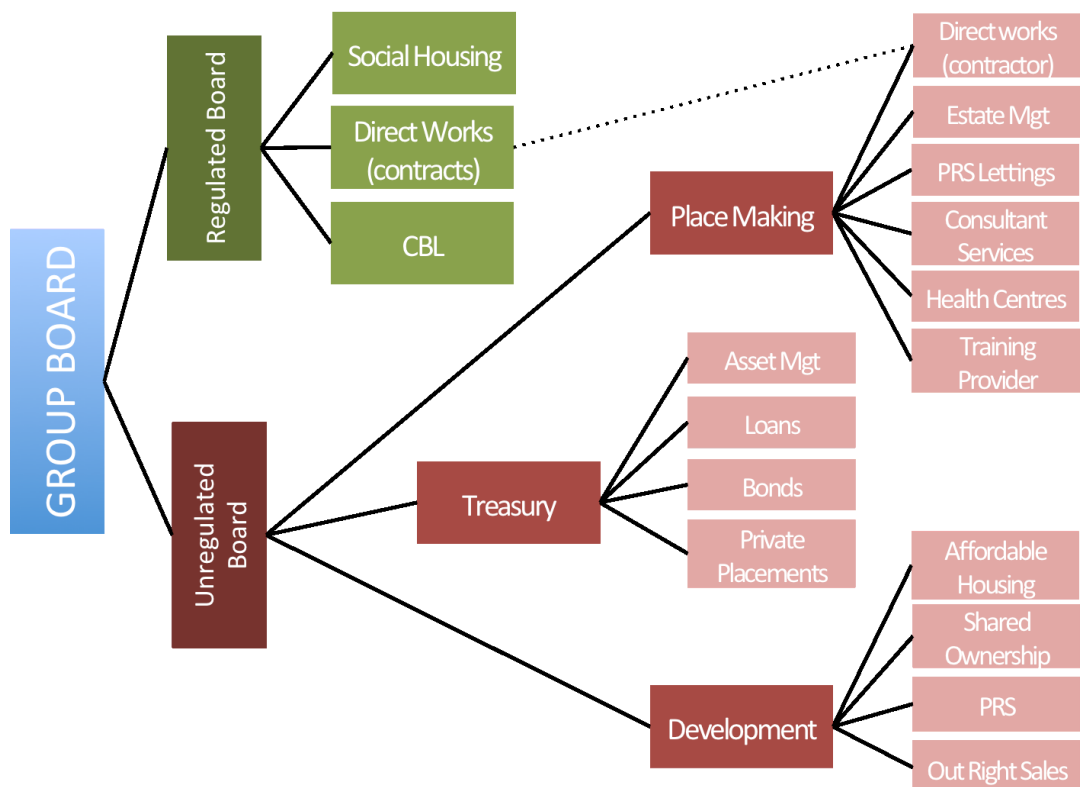 GROUP BOARD
Regulated Board
Social Housing
Direct Works
(contracts)
CBL
Unregulated
Board
Place Making
Direct works
(contractor)
Estate Mgt
PRS Lettings
Consultant
Services
Health Centres
Training
Provider
Treasury
Asset Mgt
Loans
Bonds
Private
Placements
Development
Affordable
Housing
Shared
Ownership
PRS
Out Right Sales